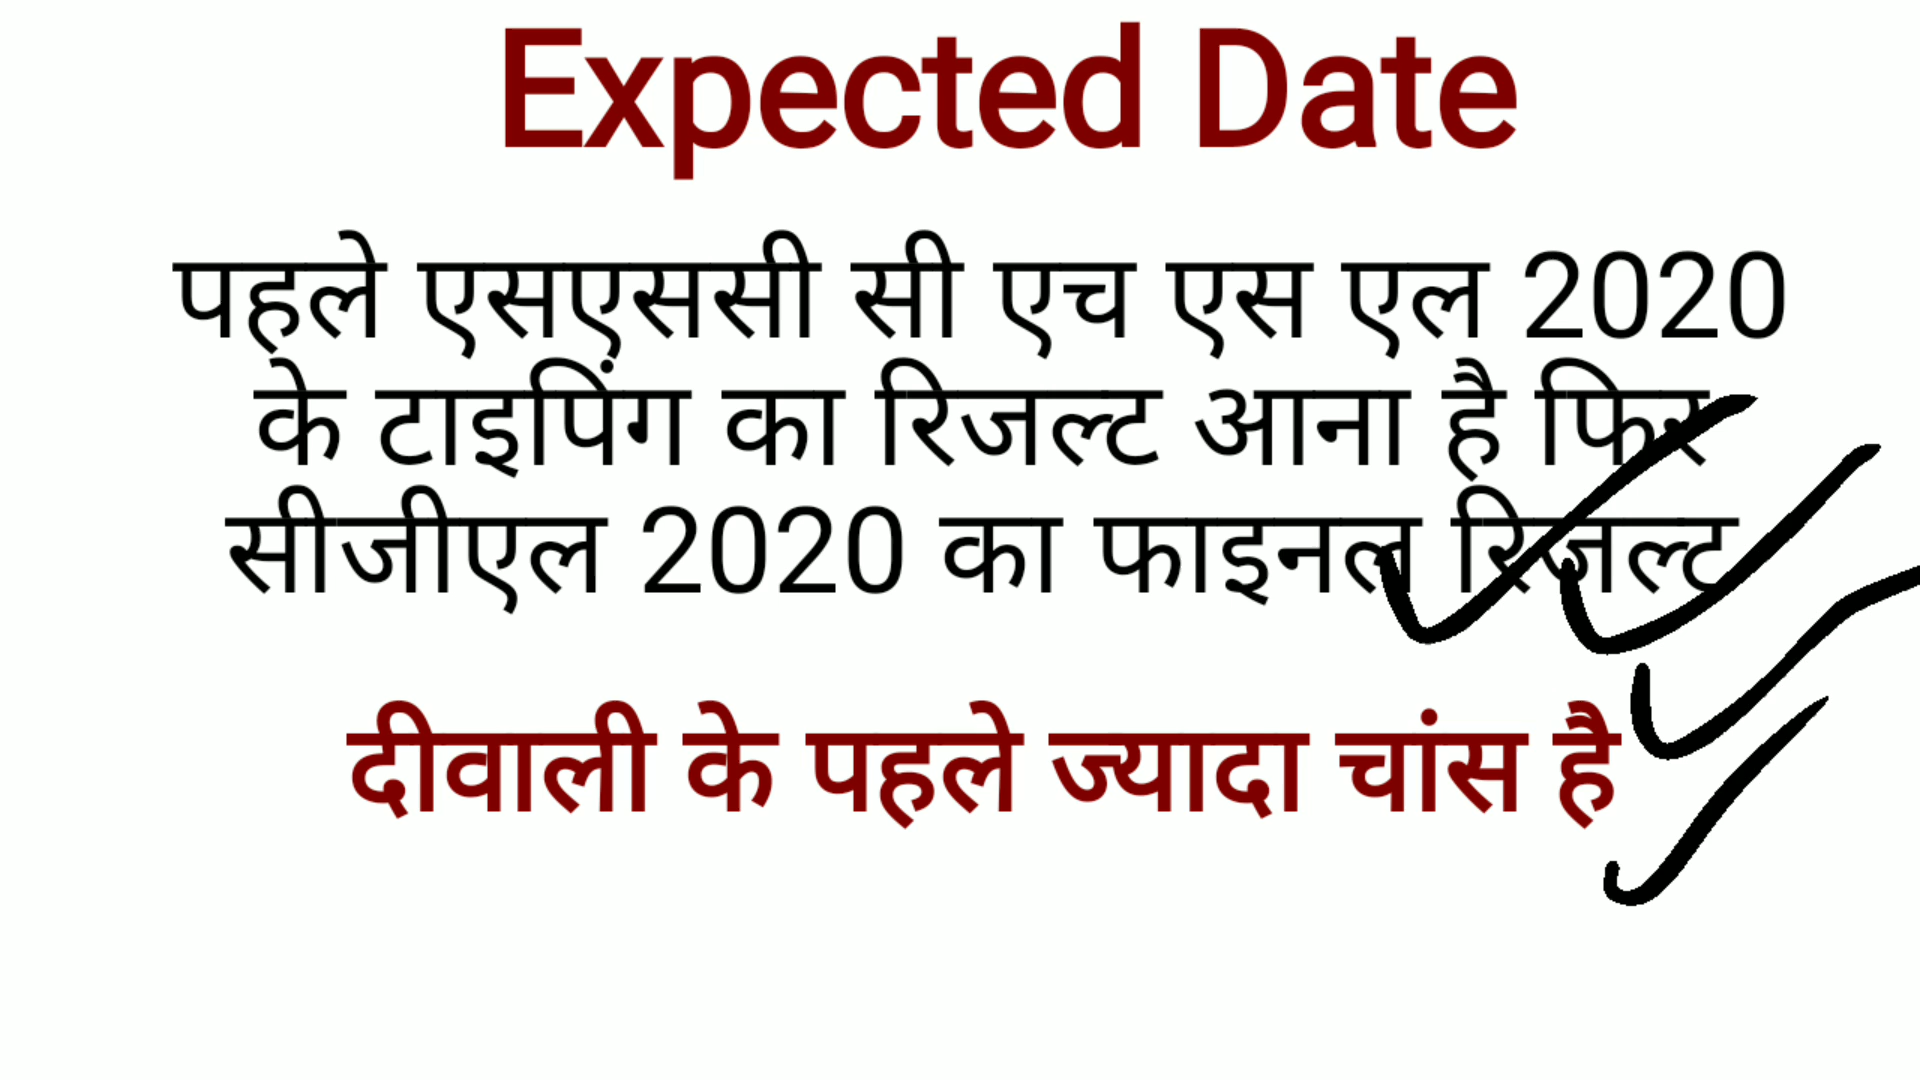 Expected Date
पहले एसएससी सी एच एस एल 2020
के टाइपिंग का रिजल्ट आना है फिर
सीजीएल 2020 का फाइनल रिजल्ट
दीवाली के पहले ज्यादा चांस है